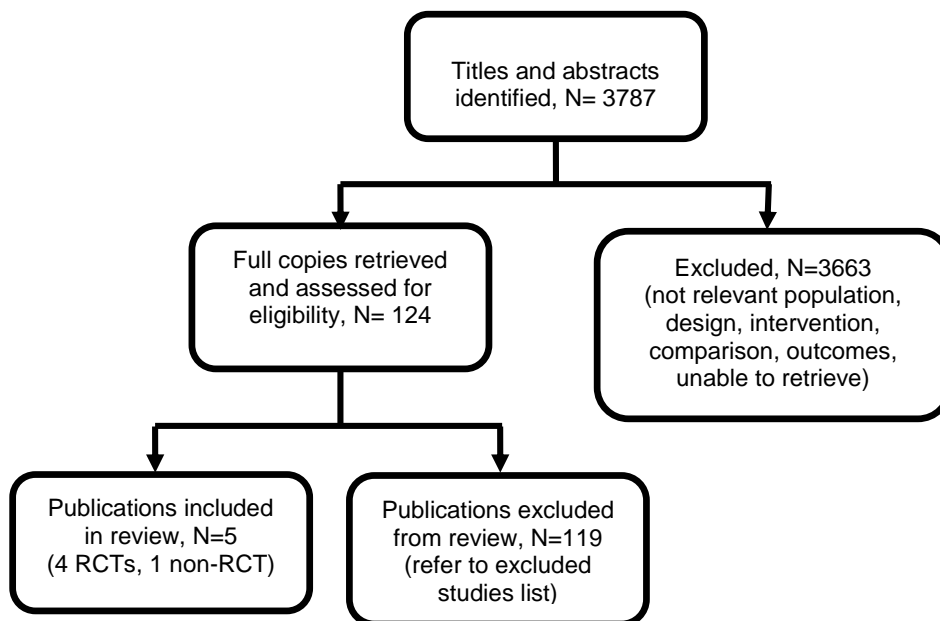 Titles and abstracts
identified, N= 3787
Full copies retrieved
and assessed for
eligibility, N= 124
Excluded, N=3663
(not relevant population,
design, intervention,
comparison, outcomes,
unable to retrieve)
Publications included
in review, N=5
(4 RCTs, 1 non-RCT)
Publications excluded
from review, N=119
(refer to excluded
studies list)